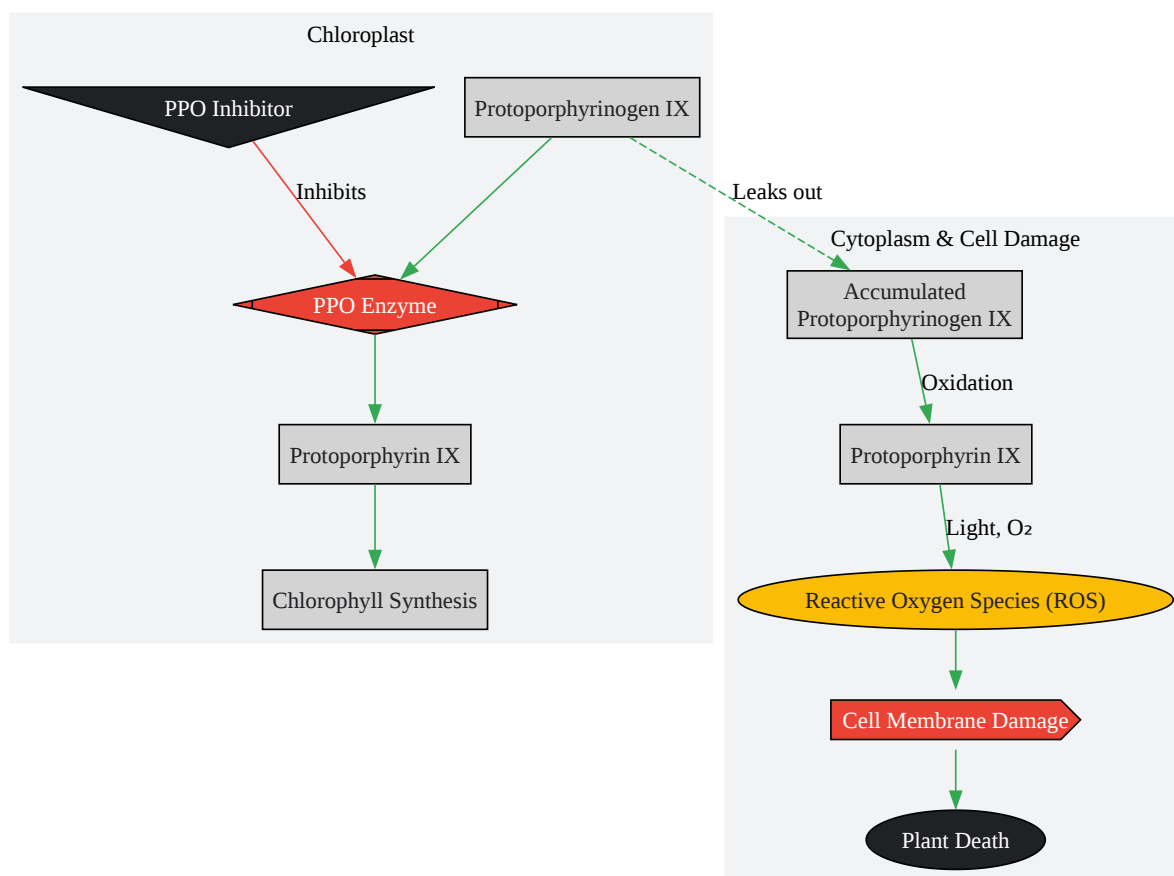 Chloroplast
PPO Inhibitor
Protoporphyrinogen IX
Inhibits
Leaks out
PPO Enzyme
Protoporphyrin IX
Chlorophyll Synthesis
Cytoplasm & Cell Damage
Accumulated
Protoporphyrinogen IX
Oxidation
Protoporphyrin IX
Light, O₂
Reactive Oxygen Species (ROS)
Cell Membrane Damage
Plant Death